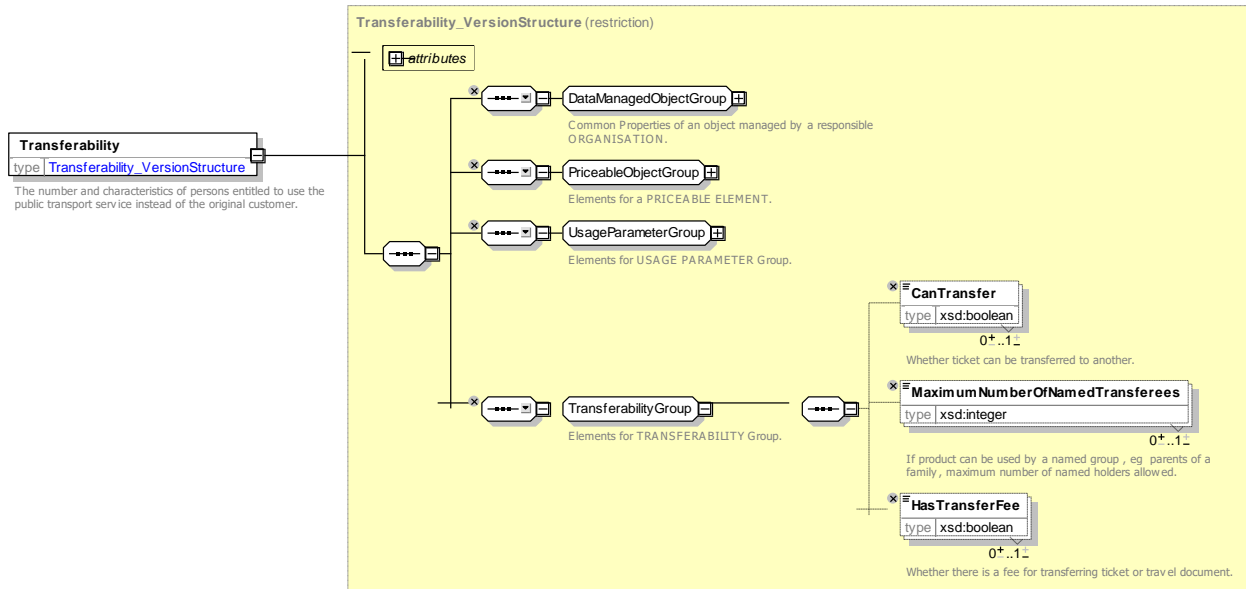 Transferability_VersionStructure (restriction)
attributes
DataManagedObjectGroup
Common Properties of an object managed by a responsible
ORGANISATION.
Transferability
type Transferability_VersionStructure
The number and characteristics of persons entitled to use the
public transport service instead of the original customer.
PriceableObjectGroup
Elements for a PRICEABLE ELEMENT.
UsageParameterGroup
Elements for USAGE PARAMETER Group.
CanTransfer
type xsd:boolean
0..1
Whether ticket can be transferred to another.
TransferabilityGroup
Elements for TRANSFERABILITY Group.
MaximumNumberOfNamedTransferees
type xsd:integer
0..1
If product can be used by a named group , eg parents of a
family, maximum number of named holders allowed.
HasTransferFee
type xsd:boolean
0..1
Whether there is a fee for transferring ticket or travel document.